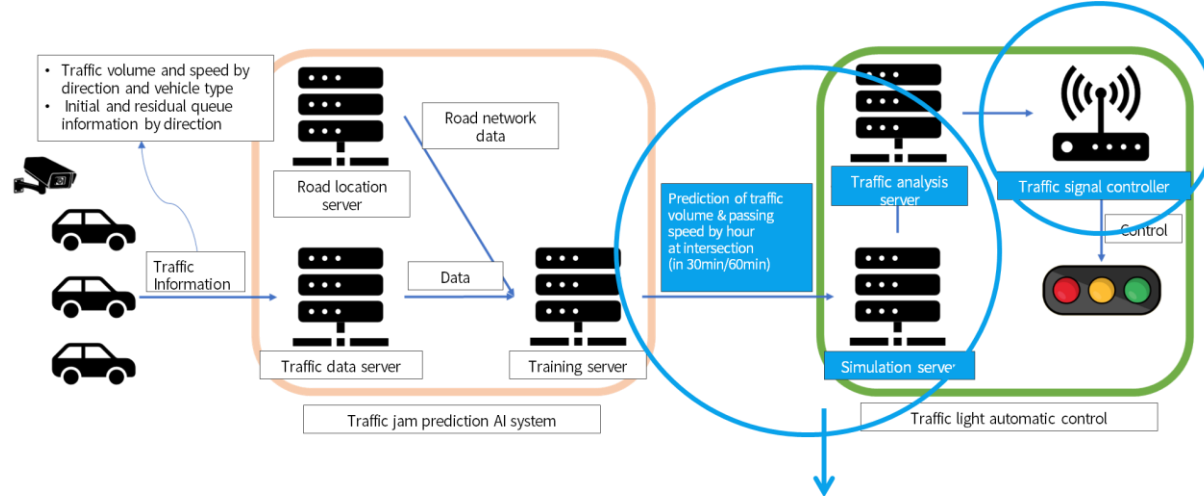 • Traffic volume and speed by
direction and vehicle type
• Initial and residual queue
information by direction
Road network
data
Road location
server
Traffic
Information
Data
Traffic data server
Training server
Traffic jam prediction AI system
Prediction of traffic
volume & passing
speed by hour
at intersection
(in 30min/60min)
Traffic analysis
server
Traffic signal controller
Control
Simulation server
Traffic light automatic control